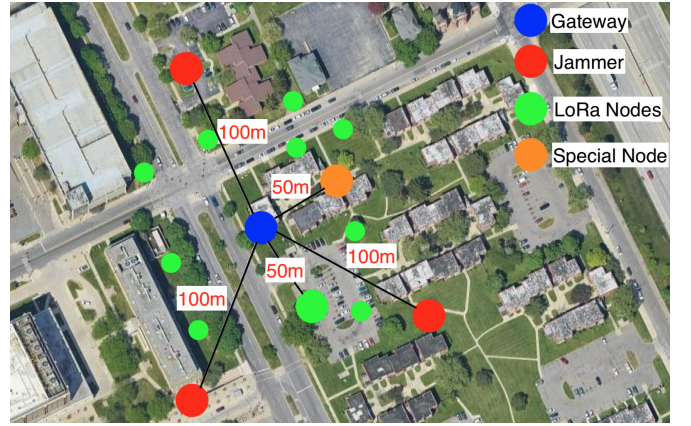 Gateway
Jammer
LoRa Nodes
Special Node
100m
50m
100m
50m
100m